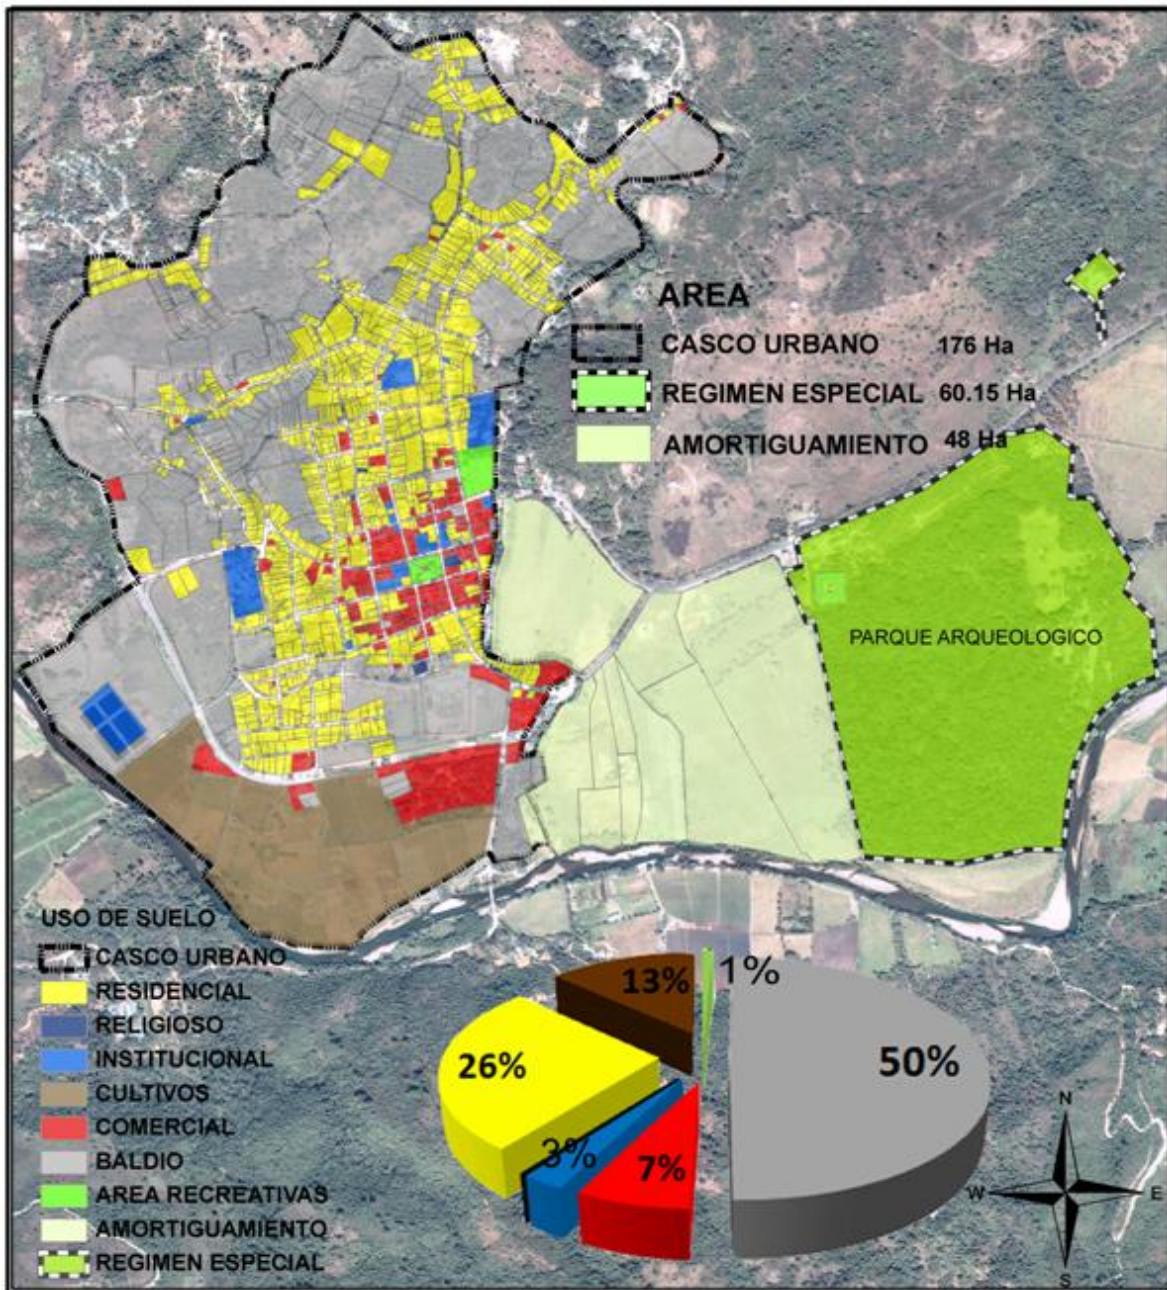 AREA
CASCO URBANO 176 Ha
REGIMEN ESPECIAL 60.15 Ha
AMORTIGUAMIENTO 48 Ha
PARQUE ARQUEOLOGICO
USO DE SUELO
CASCO URBANO
RESIDENCIAL
RELIGIOSO
INSTITUCIONAL
CULTIVOS
COMERCIAL
BALDIO
AREA RECREATIVAS
AMORTIGUAMIENTO
REGIMEN ESPECIAL
13%
1%
26%
50%
3%
7%
N
W
E
S